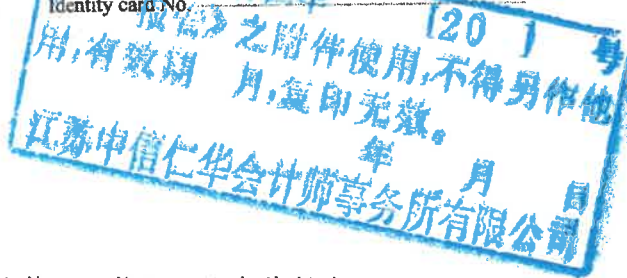 Identity card No.
报告》之附件使用,不得另作他
[20 ] 号
用,有效期 月,复印无效。
年 月 日
江苏中信仁华会计师事务所有限公司